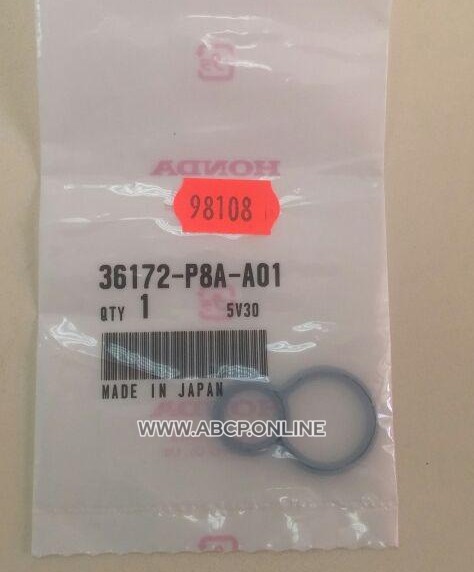 HONDA
98108
36172-P8A-A01
QTY 1 5V30
MADE IN JAPAN
WWW.ABCP.ONLINE